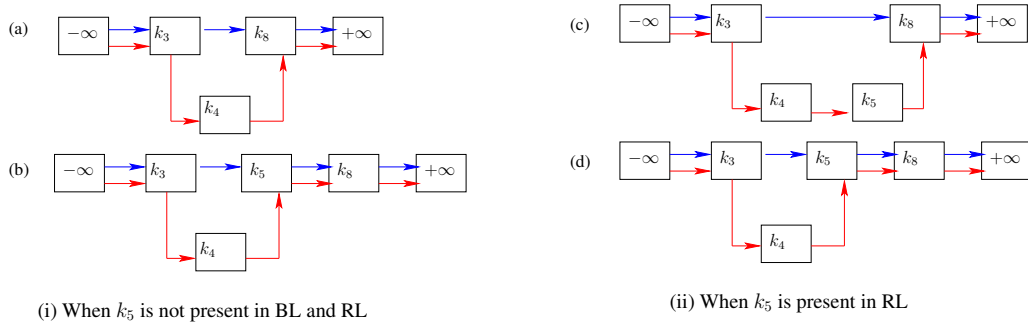 (a) −∞ k₃ k₈ +∞
k₄
(b) −∞ k₃ k₅ k₈ +∞
k₄
(i) When k₅ is not present in BL and RL
(c) −∞ k₃ k₈ +∞
k₄ k₅
(d) −∞ k₃ k₅ k₈ +∞
k₄
(ii) When k₅ is present in RL